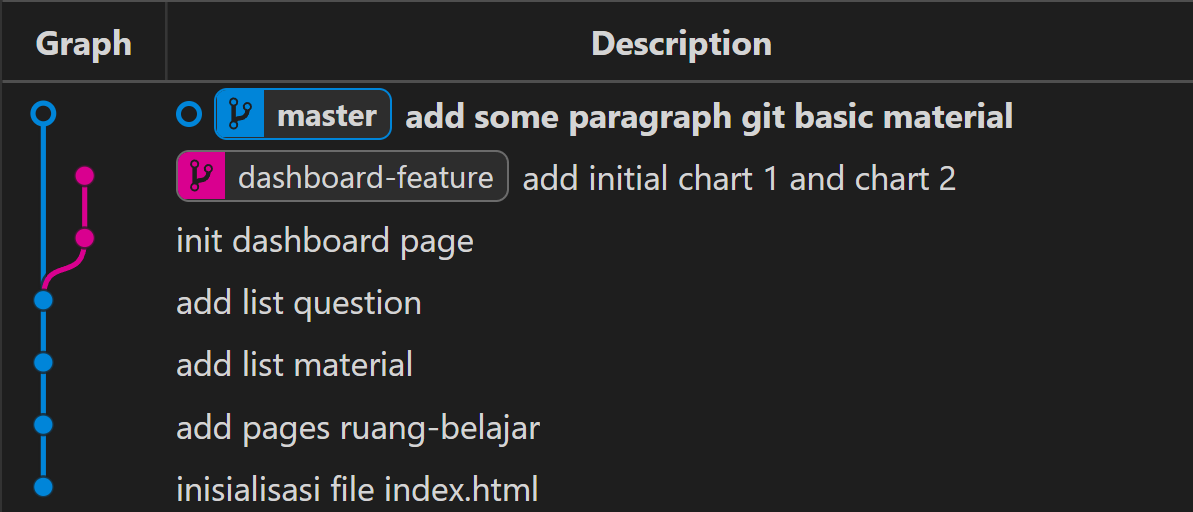 Graph Description
master add some paragraph git basic material
dashboard-feature add initial chart 1 and chart 2
init dashboard page
add list question
add list material
add pages ruang-belajar
inisialisasi file index.html